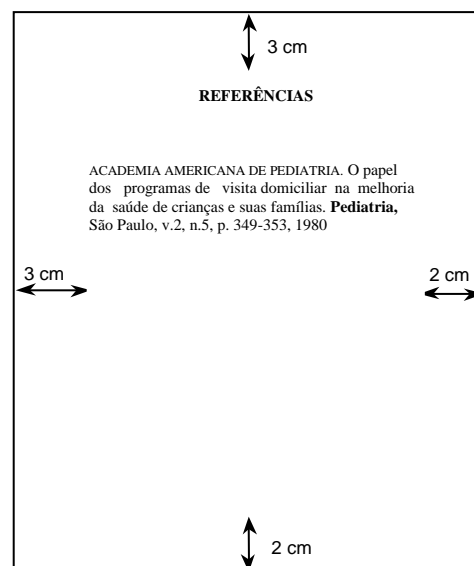 3 cm
REFERÊNCIAS
ACADEMIA AMERICANA DE PEDIATRIA. O papel
dos programas de visita domiciliar na melhoria
da saúde de crianças e suas famílias. Pediatria,
São Paulo, v.2, n.5, p. 349-353, 1980
3 cm
2 cm
2 cm